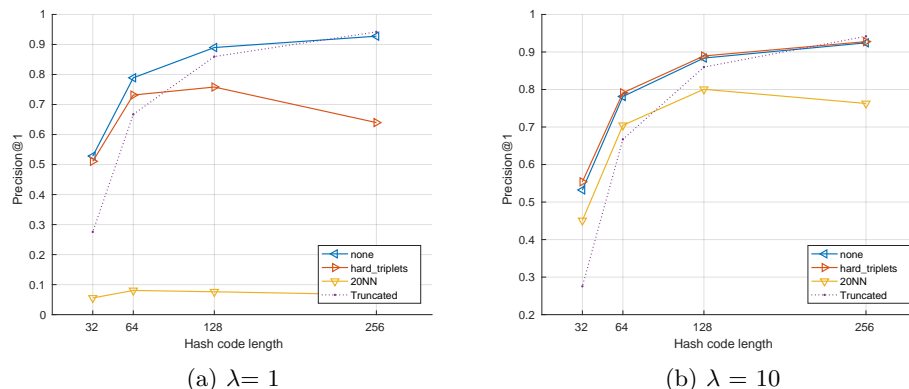 1
0.9
0.8
0.7
0.6
0.5
0.4
0.3
0.2
0.1
0
Precision@1
32 64 128 256
Hash code length
none
hard_triplets
20NN
Truncated
(a) λ= 1
1
0.9
0.8
0.7
0.6
0.5
0.4
0.3
0.2
Precision@1
32 64 128 256
Hash code length
none
hard_triplets
20NN
Truncated
(b) λ = 10